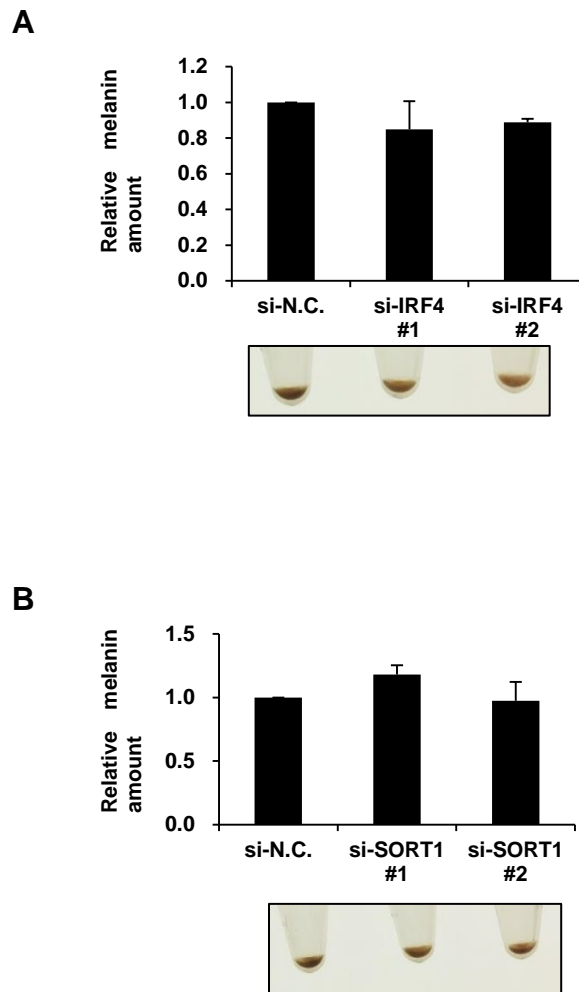 A
Relative melanin
amount
1.2
1.0
0.8
0.6
0.4
0.2
0.0
si-N.C. si-IRF4 si-IRF4
#1 #2
B
Relative melanin
amount
1.5
1.0
0.5
0.0
si-N.C. si-SORT1 si-SORT1
#1 #2